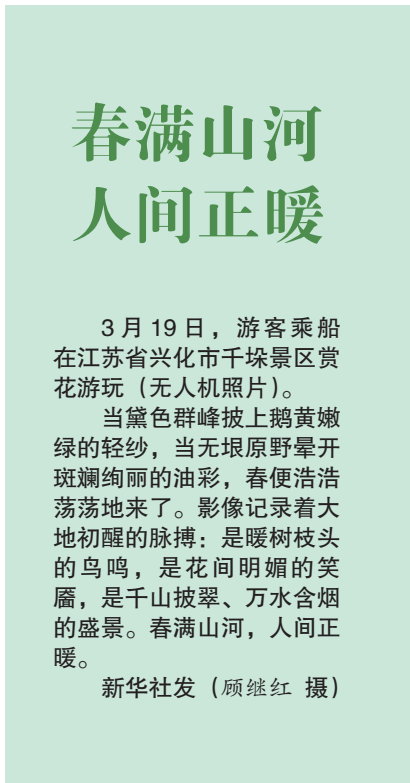 春满山河
人间正暖
3月19日，游客乘船
在江苏省兴化市千垛景区赏
花游玩（无人机照片）。
当黛色群峰披上鹅黄嫩
绿的轻纱，当无垠原野晕开
斑斓绚丽的油彩，春便浩浩
荡荡地来了。影像记录着大
地初醒的脉搏：是暖树枝头
的鸟鸣，是花间明媚的笑
靥，是千山披翠、万水含烟
的盛景。春满山河，人间正
暖。
新华社发（顾继红 摄）